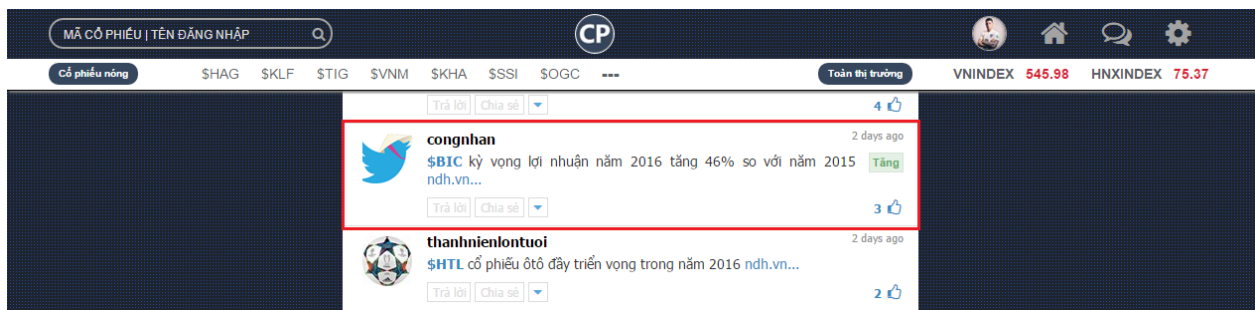 MÃ CỔ PHIẾU | TÊN ĐĂNG NHẬP
CP
Cổ phiếu nóng $HAG $KLF $TIG $VNM $KHA $SSI $OGC --- Toàn thị trường VNINDEX 545.98 HNXINDEX 75.37
Trả lời Chia sẻ 4
congnhan 2 days ago
$BIC kỳ vọng lợi nhuận năm 2016 tăng 46% so với năm 2015 Tăng
ndh.vn...
Trả lời Chia sẻ 3
thanhnienlontuoi 2 days ago
$HTL cổ phiếu ôtô đầy triển vọng trong năm 2016 ndh.vn...
Trả lời Chia sẻ 2